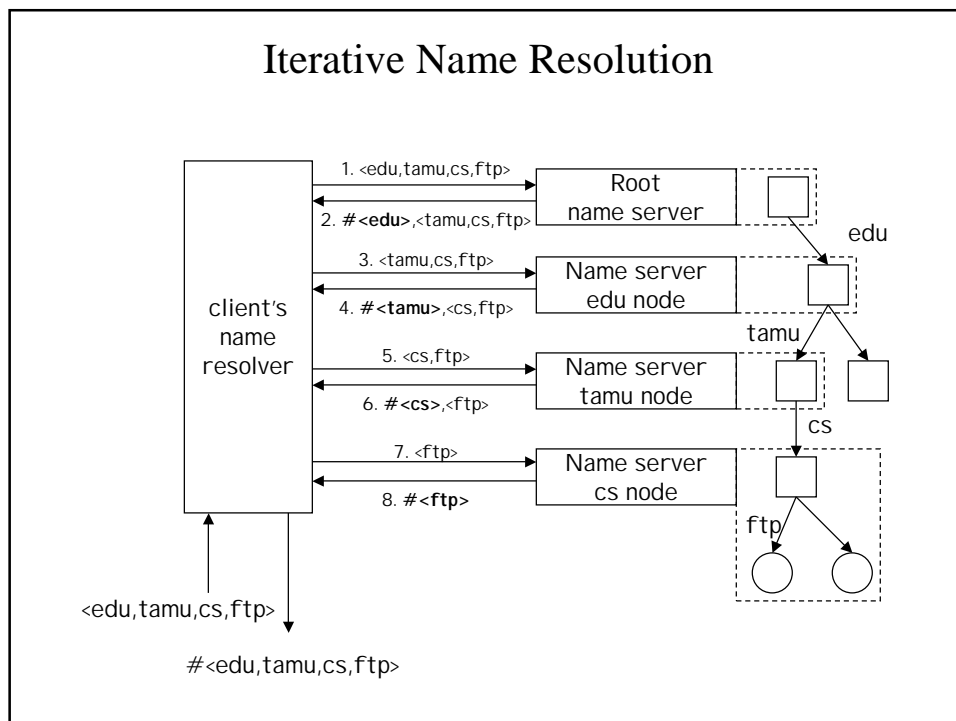 Iterative Name Resolution
1. <edu,tamu,cs,ftp>
2. #<edu>,<tamu,cs,ftp>
3. <tamu,cs,ftp>
4. #<tamu>,<cs,ftp>
5. <cs,ftp>
6. #<cs>,<ftp>
7. <ftp>
8. #<ftp>
client's
name
resolver
Root
name server
Name server
edu node
Name server
tamu node
Name server
cs node
edu
tamu
cs
ftp
<edu,tamu,cs,ftp>
#<edu,tamu,cs,ftp>